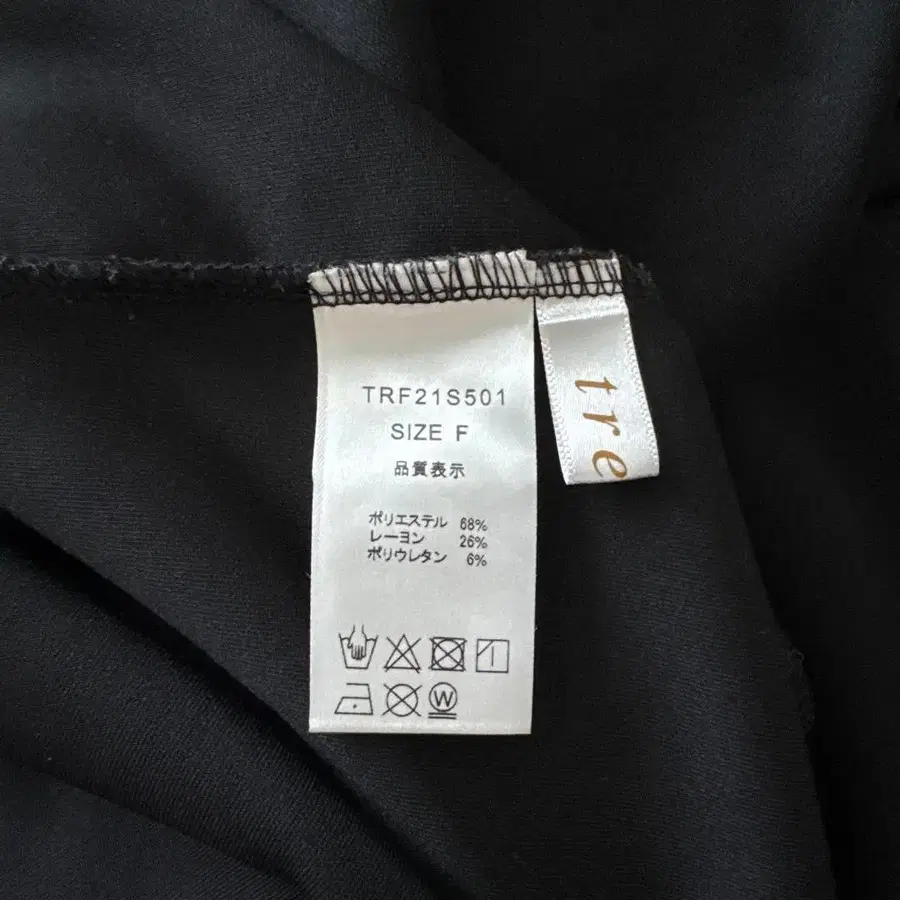 TRF21S501
SIZE F
品質表示
ポリエステル 68%
レーヨン 26%
ポリウレタン 6%
W
tre